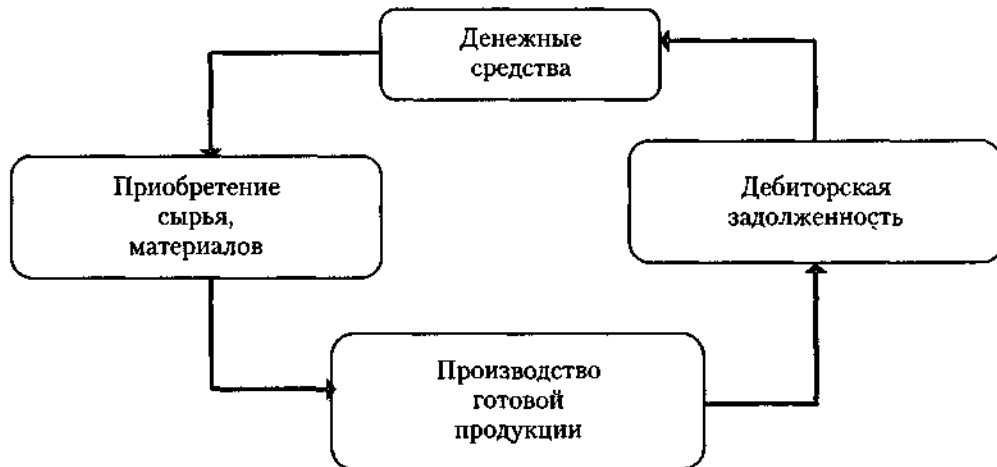 Денежные
средства
Приобретение
сырья,
материалов
Дебиторская
задолженность
Производство
готовой
продукции